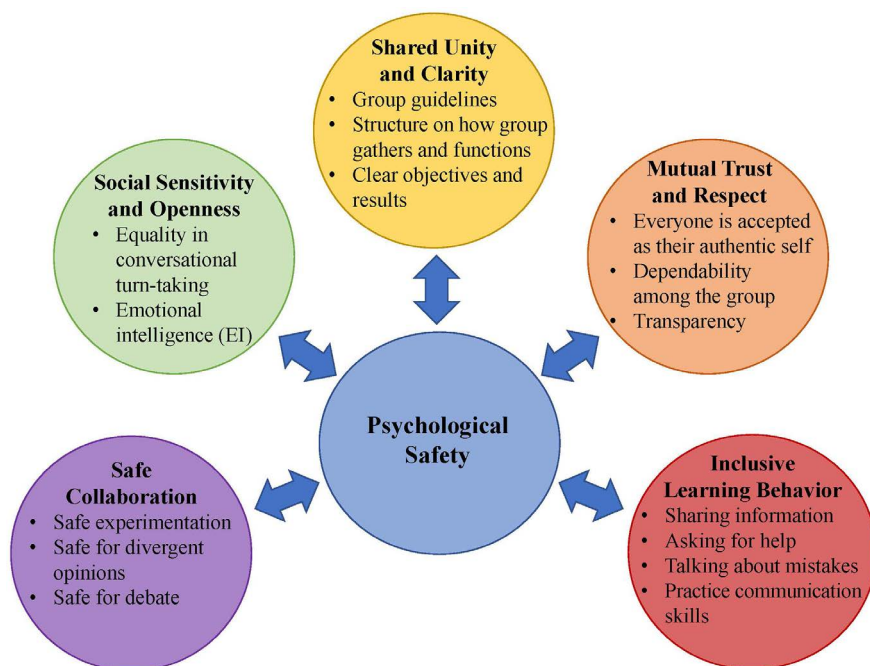 Shared Unity
and Clarity
• Group guidelines
• Structure on how group
gathers and functions
• Clear objectives and
results
Social Sensitivity
and Openness
• Equality in
conversational
turn-taking
• Emotional
intelligence (EI)
Mutual Trust
and Respect
• Everyone is accepted
as their authentic self
• Dependability
among the group
• Transparency
Psychological
Safety
Safe
Collaboration
• Safe experimentation
• Safe for divergent
opinions
• Safe for debate
Inclusive
Learning Behavior
• Sharing information
• Asking for help
• Talking about mistakes
• Practice communication
skills